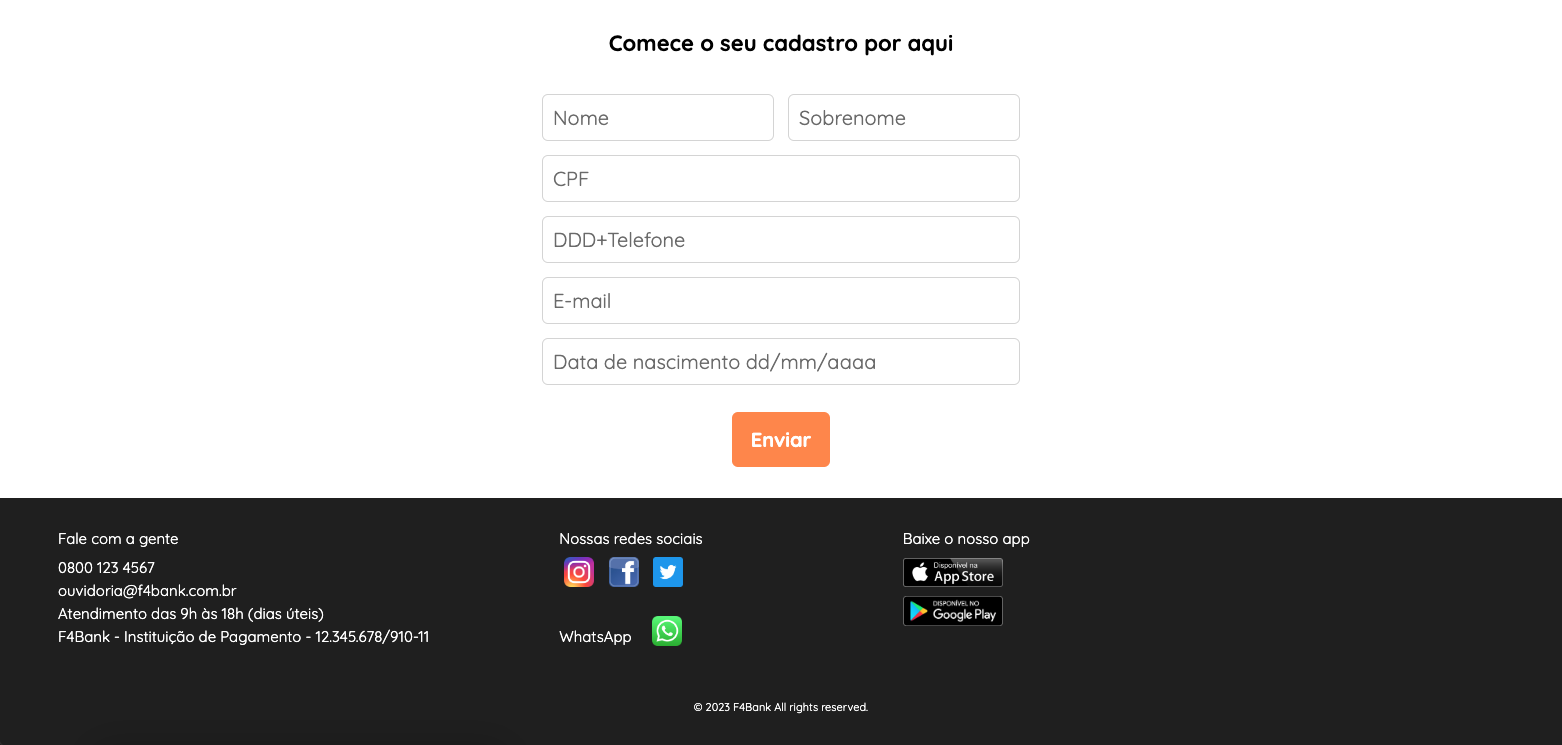 Comece o seu cadastro por aqui
Nome
Sobrenome
CPF
DDD+Telefone
E-mail
Data de nascimento dd/mm/aaaa
Enviar
Fale com a gente
0800 123 4567
ouvidoria@f4bank.com.br
Atendimento das 9h às 18h (dias úteis)
F4Bank - Instituição de Pagamento - 12.345.678/910-11
Nossas redes sociais
WhatsApp
Baixe o nosso app
Disponível na
App Store
DISPONÍVEL NO
Google Play
© 2023 F4Bank All rights reserved.